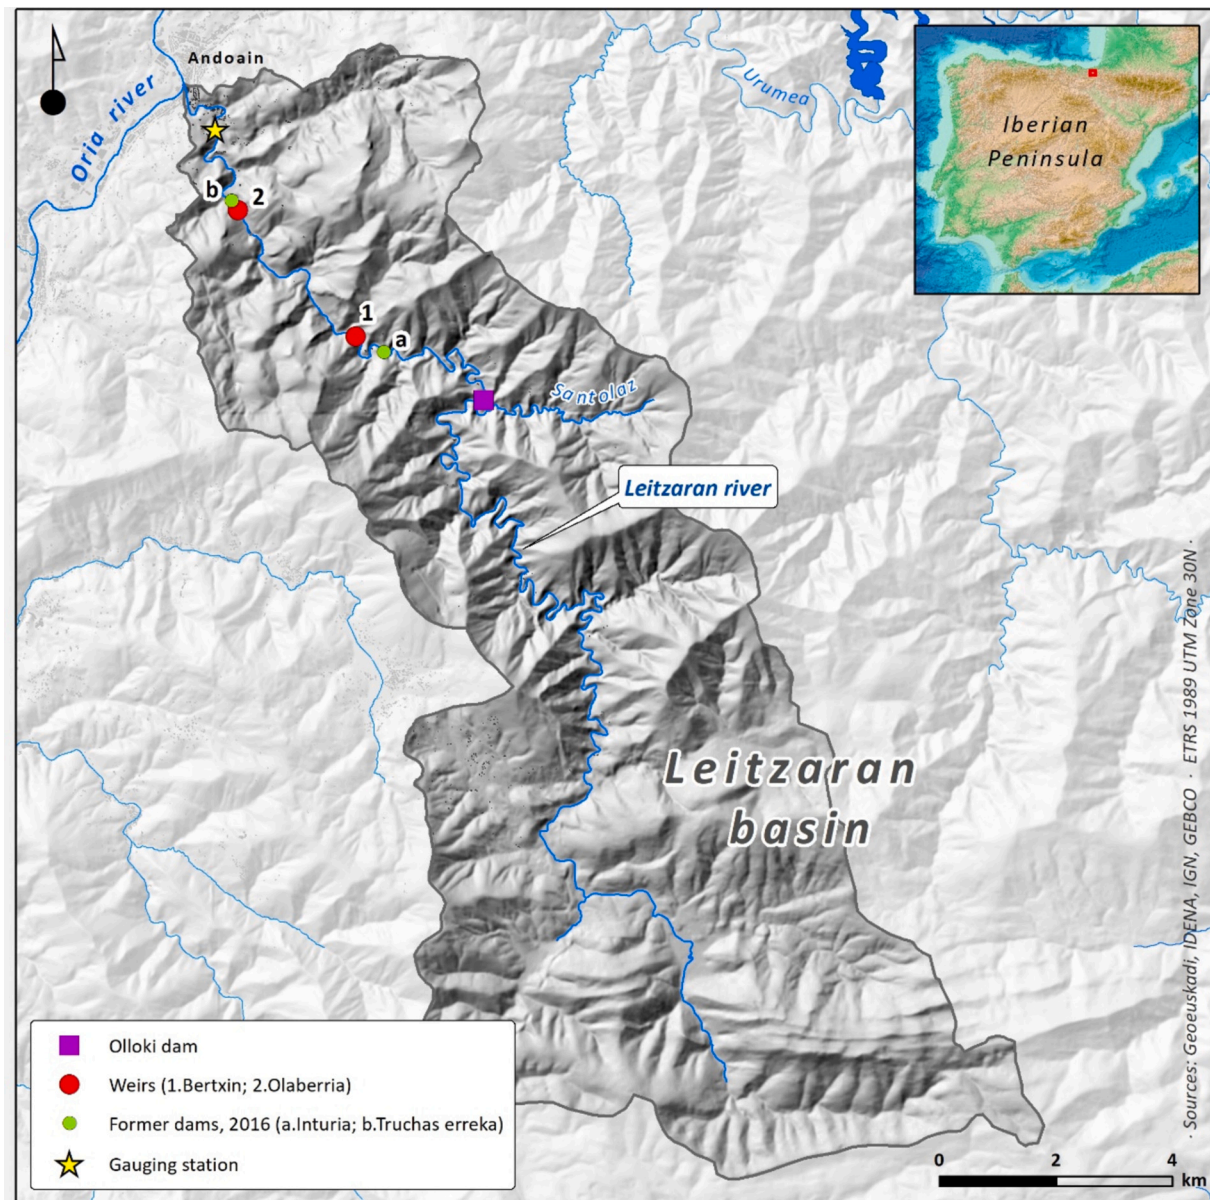 Andoain
Oria river
Urumea
Iberian
Peninsula
b
2
1
a
Santolaz
Leitzaran river
Leitzaran
basin
Olloki dam
Weirs (1.Bertxin; 2.Olaberria)
Former dams, 2016 (a.Inturia; b.Truchas erreka)
Gauging station
0 2 4
km
· Sources: Geoeuskadi, IDENA, IGN, GEBCO · ETRS 1989 UTM Zone 30N ·